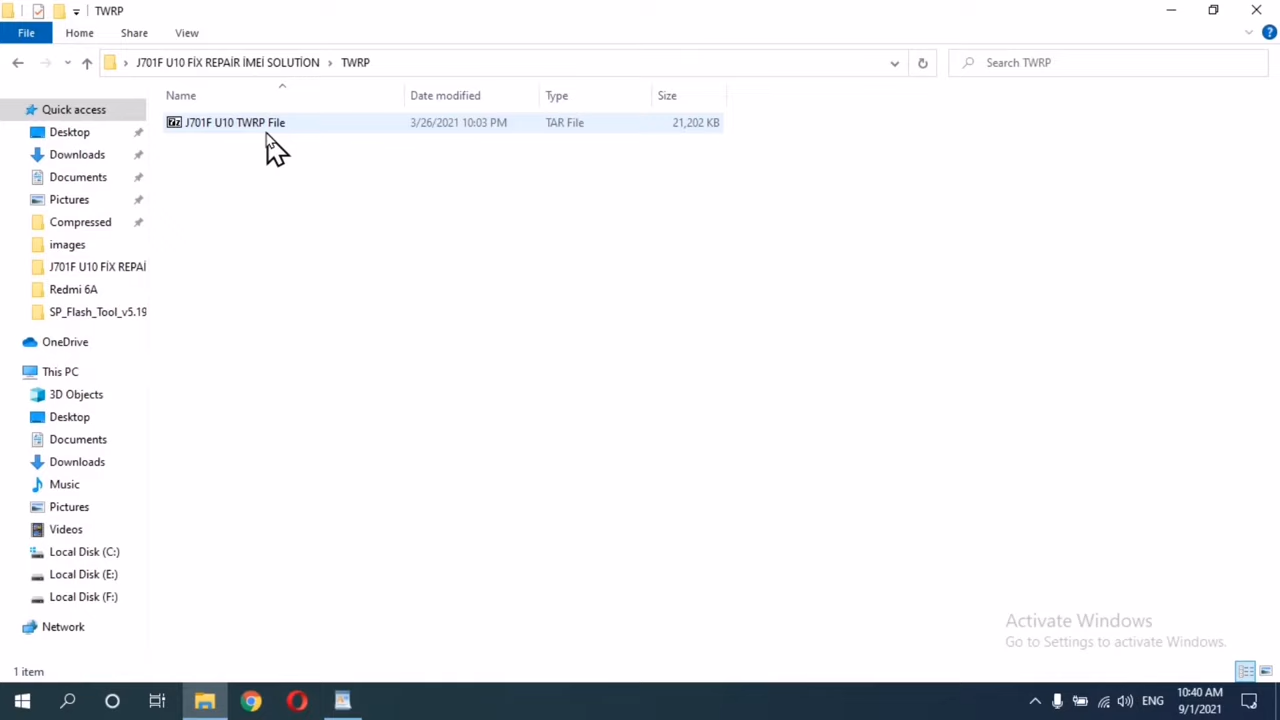 TWRP
File Home Share View
J701F U10 FİX REPAİR İMEİ SOLUTİON > TWRP
Search TWRP
Name Date modified Type Size
J701F U10 TWRP File 3/26/2021 10:03 PM TAR File 21,202 KB
Quick access
Desktop
Downloads
Documents
Pictures
Compressed
images
J701F U10 FİX REPAİ
Redmi 6A
SP_Flash_Tool_v5.19
OneDrive
This PC
3D Objects
Desktop
Documents
Downloads
Music
Pictures
Videos
Local Disk (C:)
Local Disk (E:)
Local Disk (F:)
Network
Activate Windows
Go to Settings to activate Windows.
1 item
ENG
10:40 AM
9/1/2021